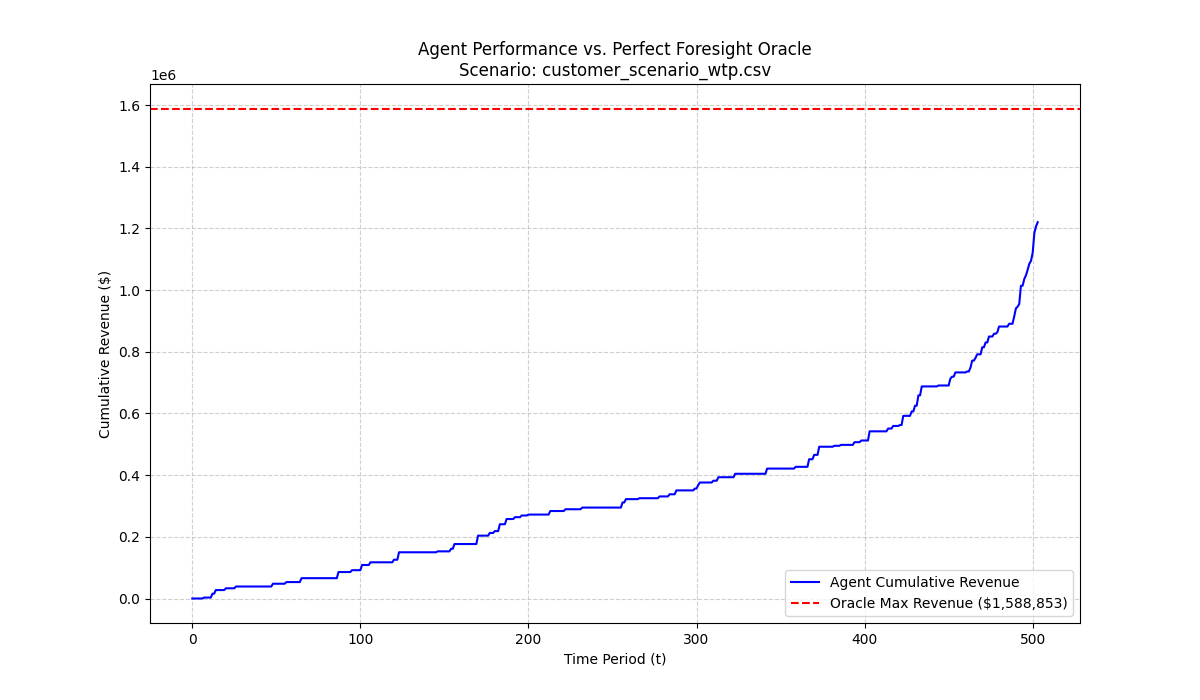 Agent Performance vs. Perfect Foresight Oracle
Scenario: customer_scenario_wtp.csv
1e6
1.6
1.4
1.2
1.0
0.8
0.6
0.4
0.2
0.0
Cumulative Revenue ($)
Agent Cumulative Revenue
Oracle Max Revenue ($1,588,853)
0 100 200 300 400 500
Time Period (t)